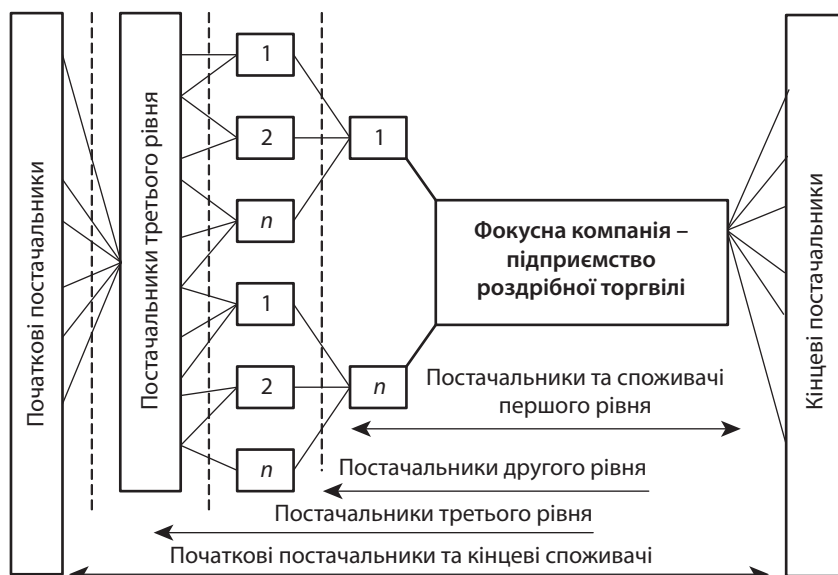 Початкові постачальники
Постачальники третього рівня
1
2
n
1
2
n
1
n
Фокусна компанія –
підприємство
роздрібної торгвілі
Кінцеві постачальники
Постачальники та споживачі
першого рівня
Постачальники другого рівня
Постачальники третього рівня
Початкові постачальники та кінцеві споживачі